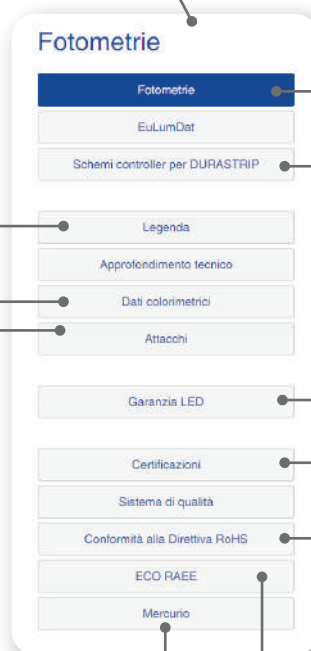 Fotometrie
Fotometrie
EuLumDat
Schemi controller per DURASTRIP
Legenda
Approfondimento tecnico
Dati colorimetrici
Attacchi
Garanzia LED
Certificazioni
Sistema di qualità
Conformità alla Direttiva RoHS
ECO RAEE
Mercurio